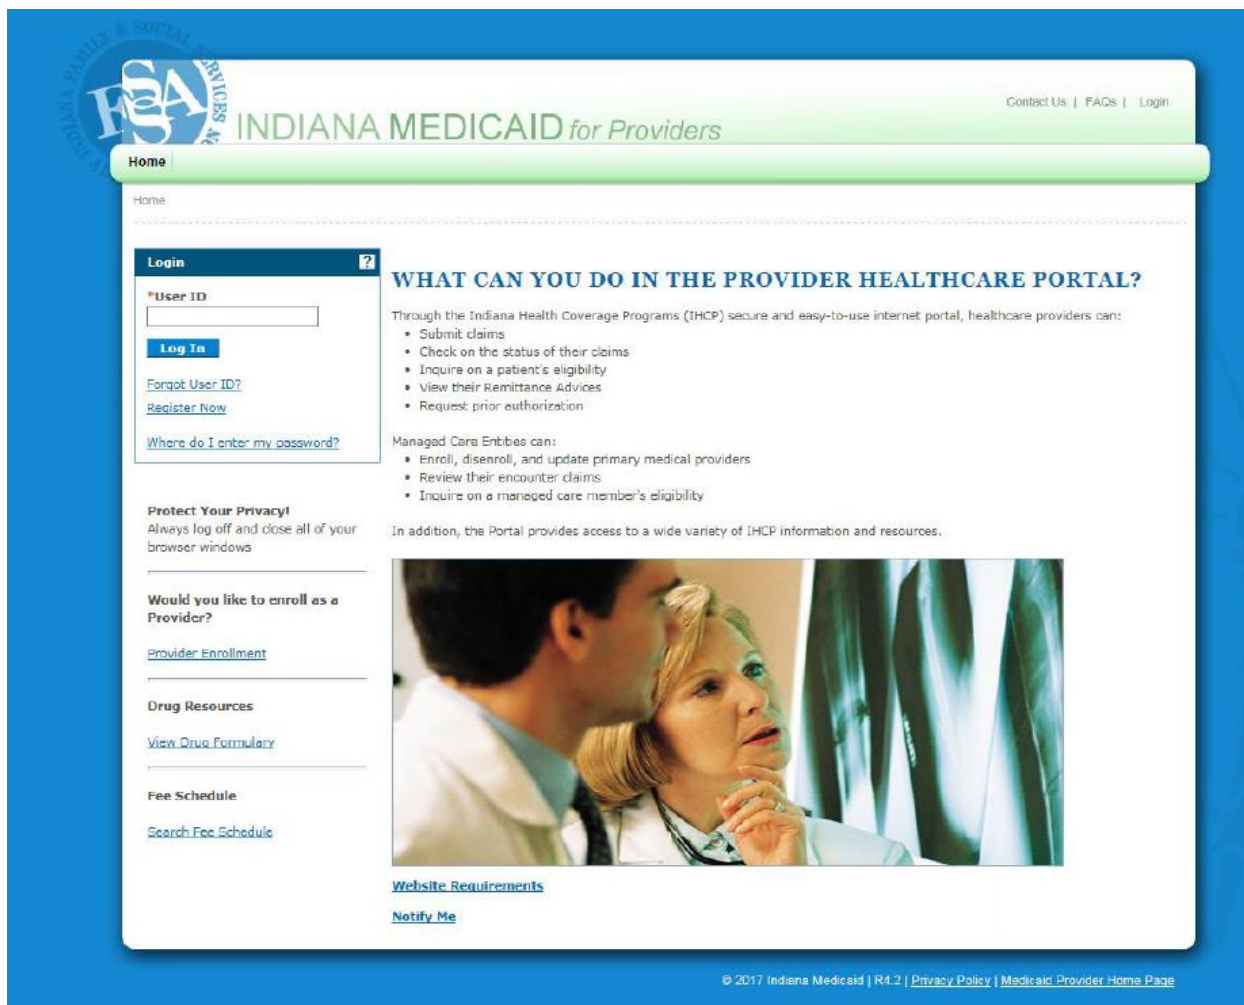 INDIANA FAMILY & SOCIAL SERVICES
FSSA
INDIANA MEDICAID for Providers
Contact Us | FAQs | Login
Home
Home
Login ?
*User ID
Log In
Forgot User ID?
Register Now
Where do I enter my password?
Protect Your Privacy!
Always log off and close all of your
browser windows
Would you like to enroll as a
Provider?
Provider Enrollment
Drug Resources
View Drug Formulary
Fee Schedule
Search Fee Schedule
WHAT CAN YOU DO IN THE PROVIDER HEALTHCARE PORTAL?
Through the Indiana Health Coverage Programs (IHCP) secure and easy-to-use internet portal, healthcare providers can:
• Submit claims
• Check on the status of their claims
• Inquire on a patient's eligibility
• View their Remittance Advices
• Request prior authorization
Managed Care Entities can:
• Enroll, disenroll, and update primary medical providers
• Review their encounter claims
• Inquire on a managed care member's eligibility
In addition, the Portal provides access to a wide variety of IHCP information and resources.
Website Requirements
Notify Me
© 2017 Indiana Medicaid | R4.2 | Privacy Policy | Medicaid Provider Home Page